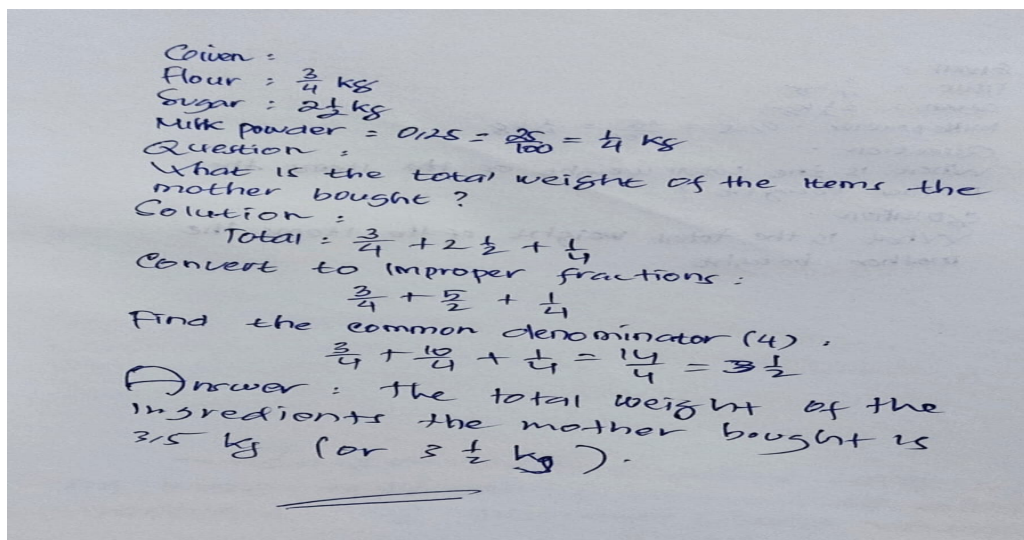 Given :
Flour : 3/4 kg
Sugar : 2 1/2 kg
Milk powder = 0,25 = 25/100 = 1/4 kg
Question :
What is the total weight of the items the
mother bought ?
Solution :
Total : 3/4 + 2 1/2 + 1/4
Convert to improper fractions :
3/4 + 5/2 + 1/4
Find the common denominator (4) .
3/4 + 10/4 + 1/4 = 14/4 = 3 1/2
Answer : The total weight of the
ingredients the mother bought is
3,5 kg (or 3 1/2 kg ).